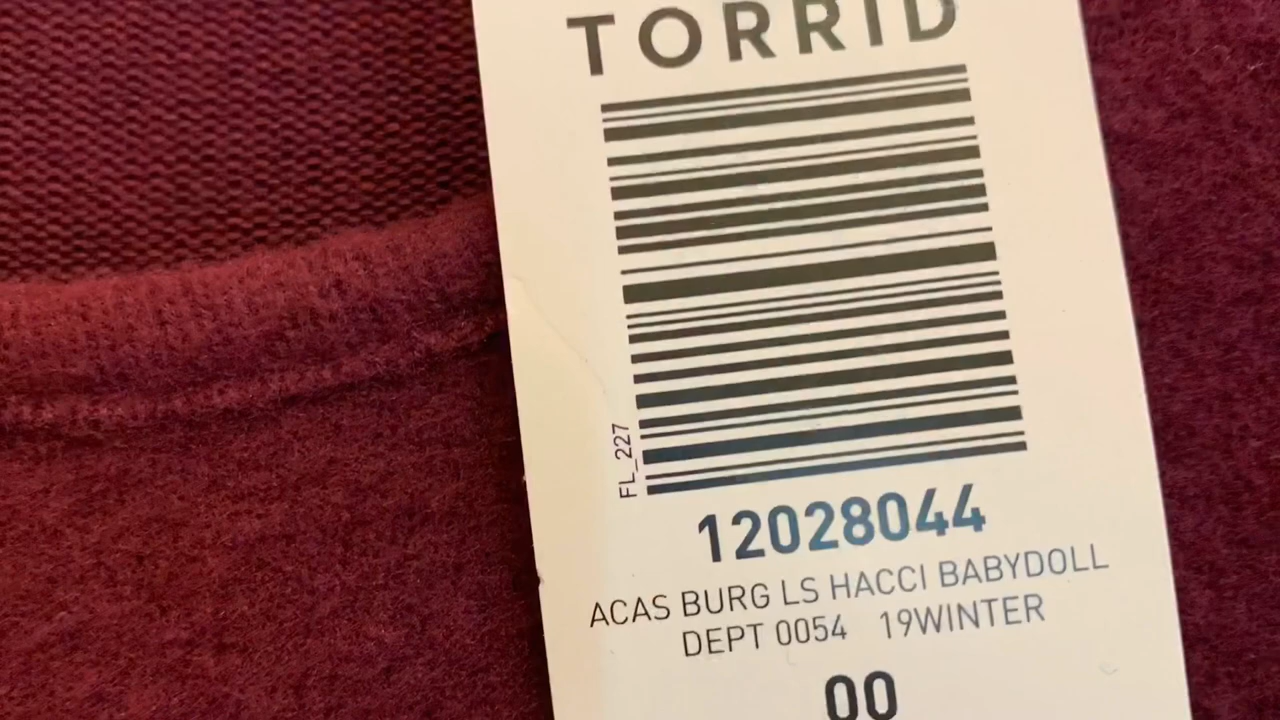 TORRID
FL_227
12028044
ACAS BURG LS HACCI BABYDOLL
DEPT 0054 19WINTER
00